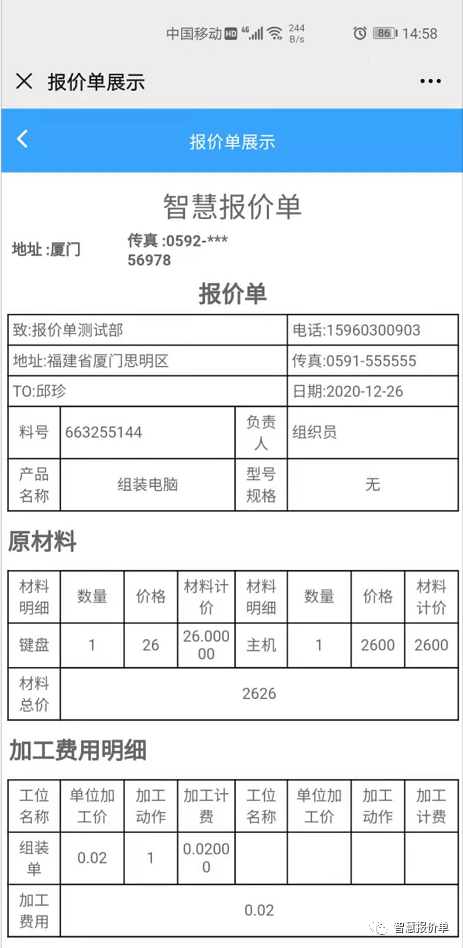 中国移动 HD 4G 244 B/s 86 14:58
报价单展示
报价单展示
智慧报价单
地址 :厦门
传真 :0592-***
56978
报价单
致:报价单测试部 电话:15960300903
地址:福建省厦门思明区 传真:0591-555555
TO:邱珍 日期:2020-12-26
料号 663255144 负责人 组织员
产品名称 组装电脑 型号规格 无
原材料
材料明细 数量 价格 材料计价 材料明细 数量 价格 材料计价
键盘 1 26 26.00000 主机 1 2600 2600
材料总价 2626
加工费用明细
工位名称 单位加工价 加工动作 加工计费 工位名称 单位加工价 加工动作 加工计费
组装单 0.02 1 0.02000
加工费用 0.02
智慧报价单